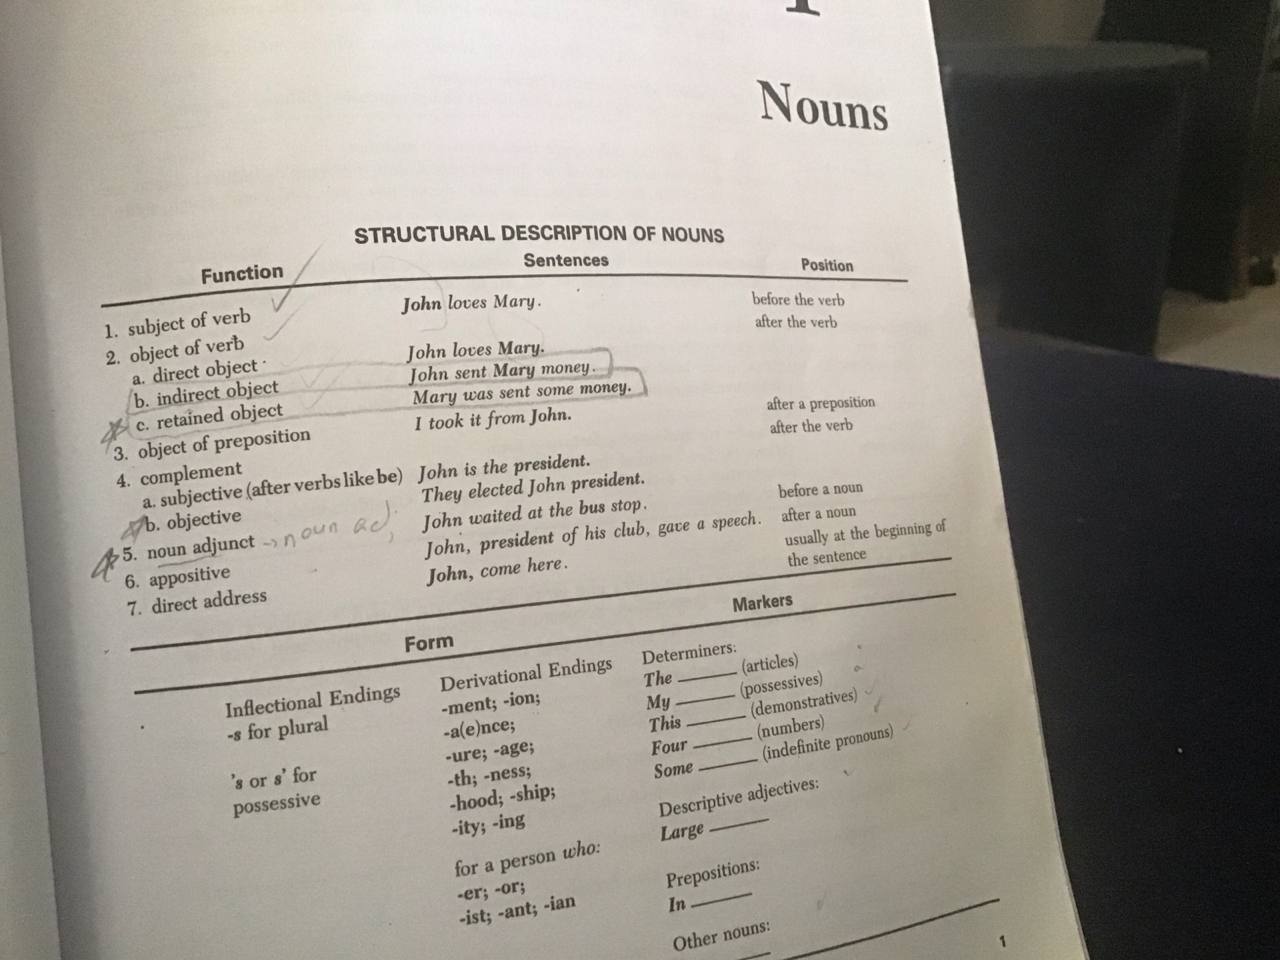 Nouns
STRUCTURAL DESCRIPTION OF NOUNS
Function Sentences Position
1. subject of verb John loves Mary. before the verb
2. object of verb after the verb
a. direct object John loves Mary.
b. indirect object John sent Mary money.
c. retained object Mary was sent some money.
3. object of preposition I took it from John. after a preposition
4. complement after the verb
a. subjective (after verbs like be) John is the president.
b. objective They elected John president.
5. noun adjunct → noun adj. John waited at the bus stop. before a noun
6. appositive John, president of his club, gave a speech. after a noun
7. direct address John, come here. usually at the beginning of
the sentence
Form Markers
Inflectional Endings
-s for plural
's or s' for
possessive
Derivational Endings
-ment; -ion;
-a(e)nce;
-ure; -age;
-th; -ness;
-hood; -ship;
-ity; -ing
for a person who:
-er; -or;
-ist; -ant; -ian
Determiners:
The ______ (articles)
My ______ (possessives)
This ______ (demonstratives)
Four ______ (numbers)
Some ______ (indefinite pronouns)
Descriptive adjectives:
Large ______
Prepositions:
In ______
Other nouns:
1